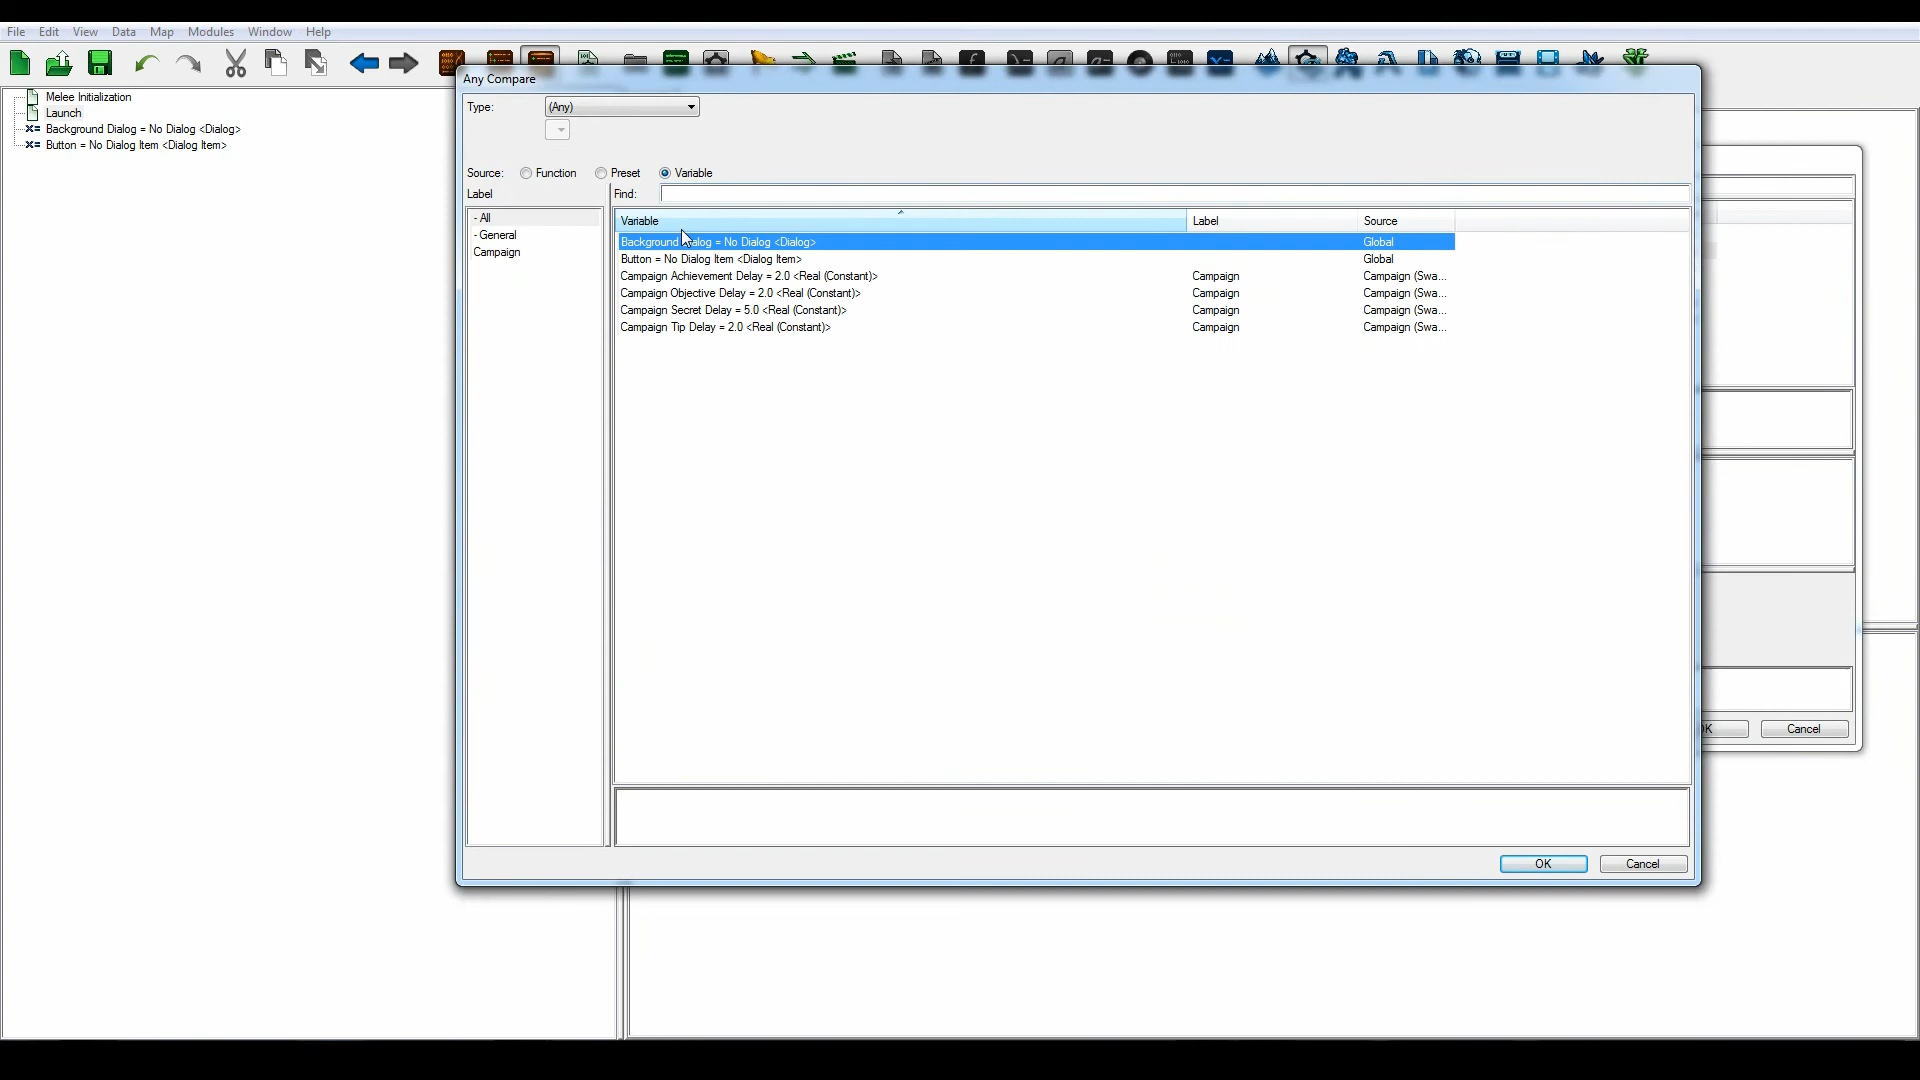 File Edit View Data Map Modules Window Help
Any Compare
Melee Initialization
Launch
Background Dialog = No Dialog <Dialog>
Button = No Dialog Item <Dialog Item>
Type: (Any)
Source: Function Preset Variable
Label Find:
- All
- General
Campaign
Variable Label Source
Background Dialog = No Dialog <Dialog> Global
Button = No Dialog Item <Dialog Item> Global
Campaign Achievement Delay = 2.0 <Real (Constant)> Campaign Campaign (Swa...
Campaign Objective Delay = 2.0 <Real (Constant)> Campaign Campaign (Swa...
Campaign Secret Delay = 5.0 <Real (Constant)> Campaign Campaign (Swa...
Campaign Tip Delay = 2.0 <Real (Constant)> Campaign Campaign (Swa...
Cancel
OK Cancel